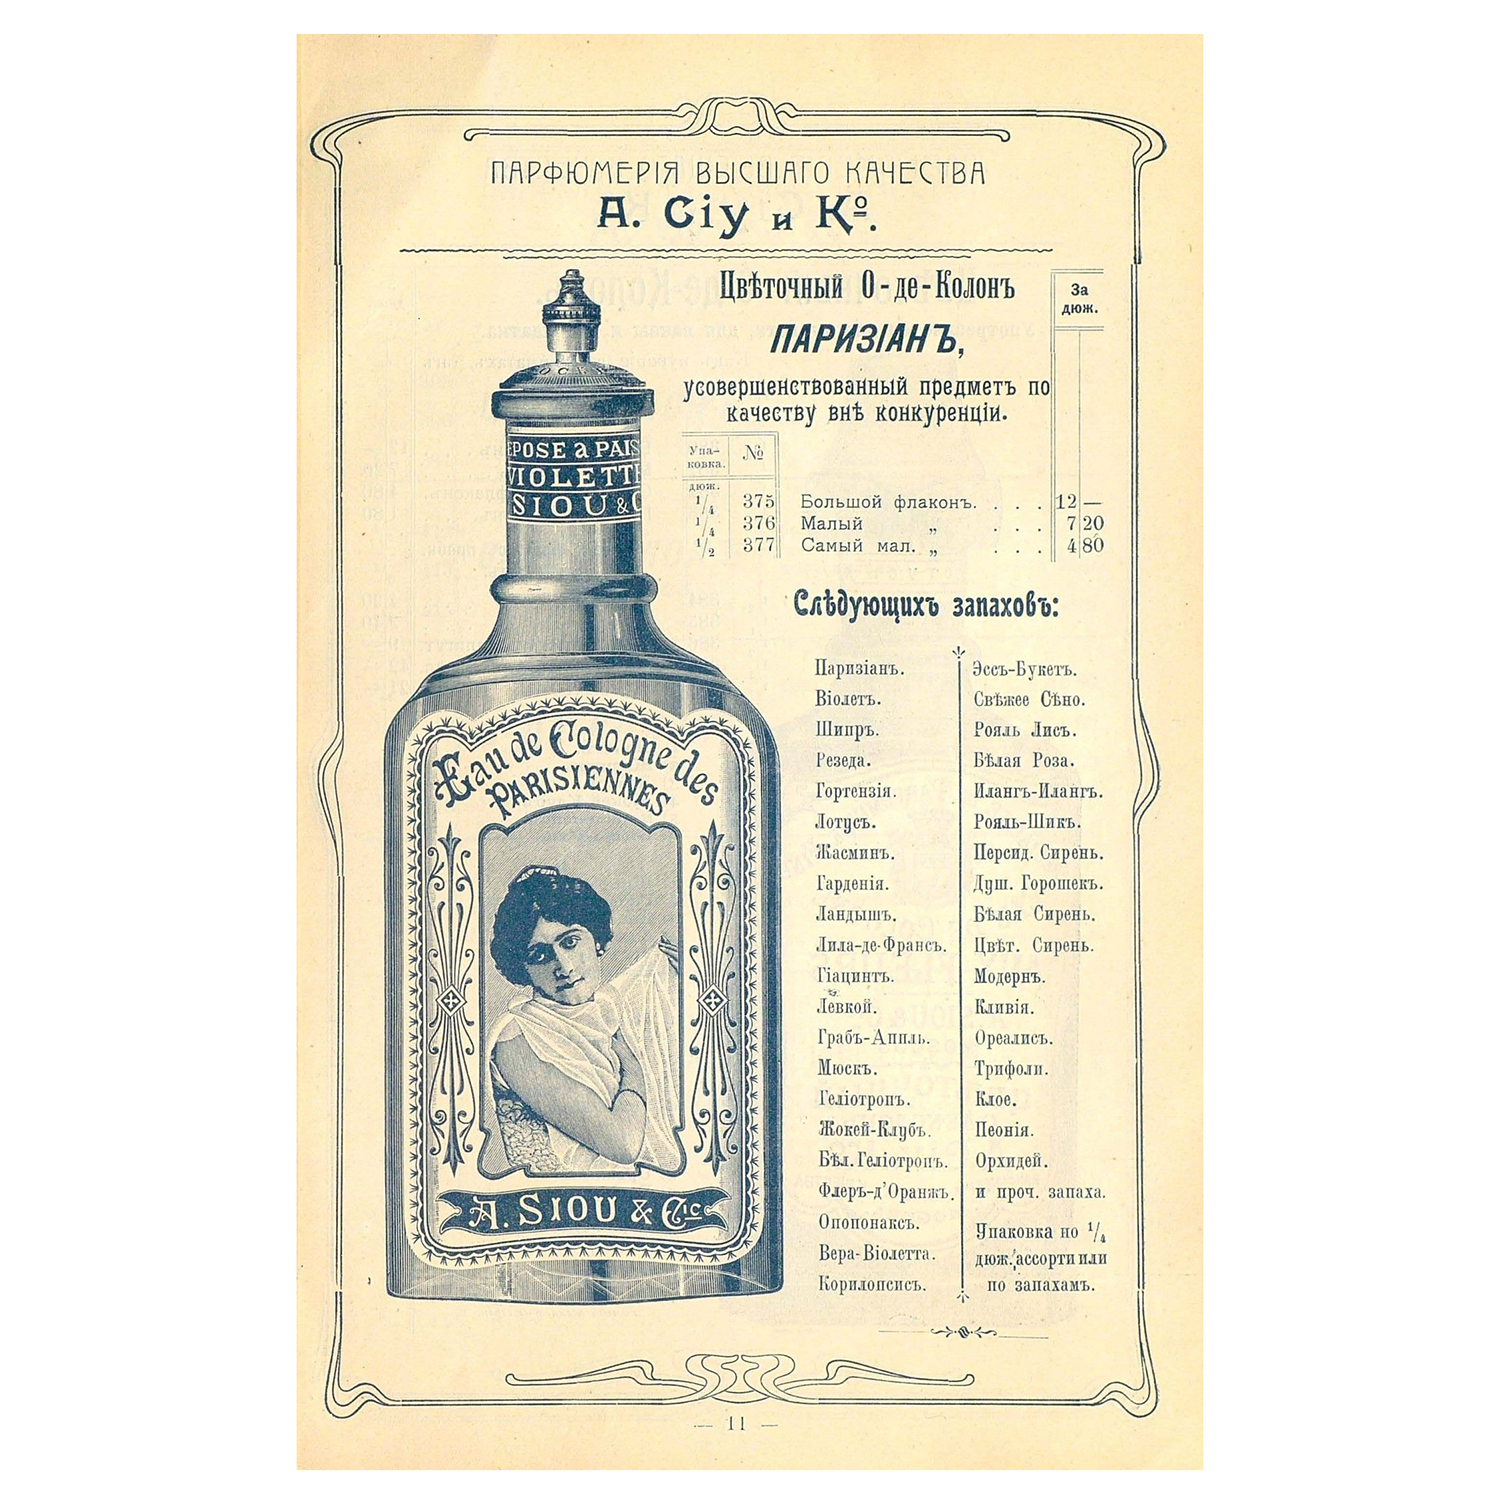 ПАРФЮМЕРІЯ ВЫСШАГО КАЧЕСТВА
А. Сіу и Кº.
Цвѣточный О-де-Колонъ
ПАРИЗІАНЪ,
усовершенствованный предметъ по
качеству внѣ конкуренціи.
За
дюж.
Упа-
ковка. №
дюж.
1/4 375 Большой флаконъ. . . . 12 —
1/4 376 Малый „ . . . 7 20
1/2 377 Самый мал. „ . . . 4 80
EPOSE a PAIS
VIOLETTE
SIOU & C
Eau de Cologne des
PARISIENNES
A. SIOU & Cie
Слѣдующихъ запаховъ:
Паризіанъ.
Віолетъ.
Шипръ.
Резеда.
Гортензія.
Лотусъ.
Жасминъ.
Гарденія.
Ландышъ.
Лила-де-Франсъ.
Гіацинтъ.
Левкой.
Грабъ-Аппль.
Мюскъ.
Геліотропъ.
Жокей-Клубъ.
Бѣл. Геліотропъ.
Флеръ-д'Оранжъ.
Опопонаксъ.
Вера-Віолетта.
Корилопсисъ.
Эссъ-Букетъ.
Свѣжее Сѣно.
Рояль Лисъ.
Бѣлая Роза.
Илангъ-Илангъ.
Рояль-Шикъ.
Персид. Сирень.
Душ. Горошекъ.
Бѣлая Сирень.
Цвѣт. Сирень.
Модернъ.
Кливія.
Ореалисъ.
Трифоли.
Клое.
Пеонія.
Орхидей.
и проч. запаха.
Упаковка по 1/4
дюж. ассорти или
по запахамъ.
— 11 —